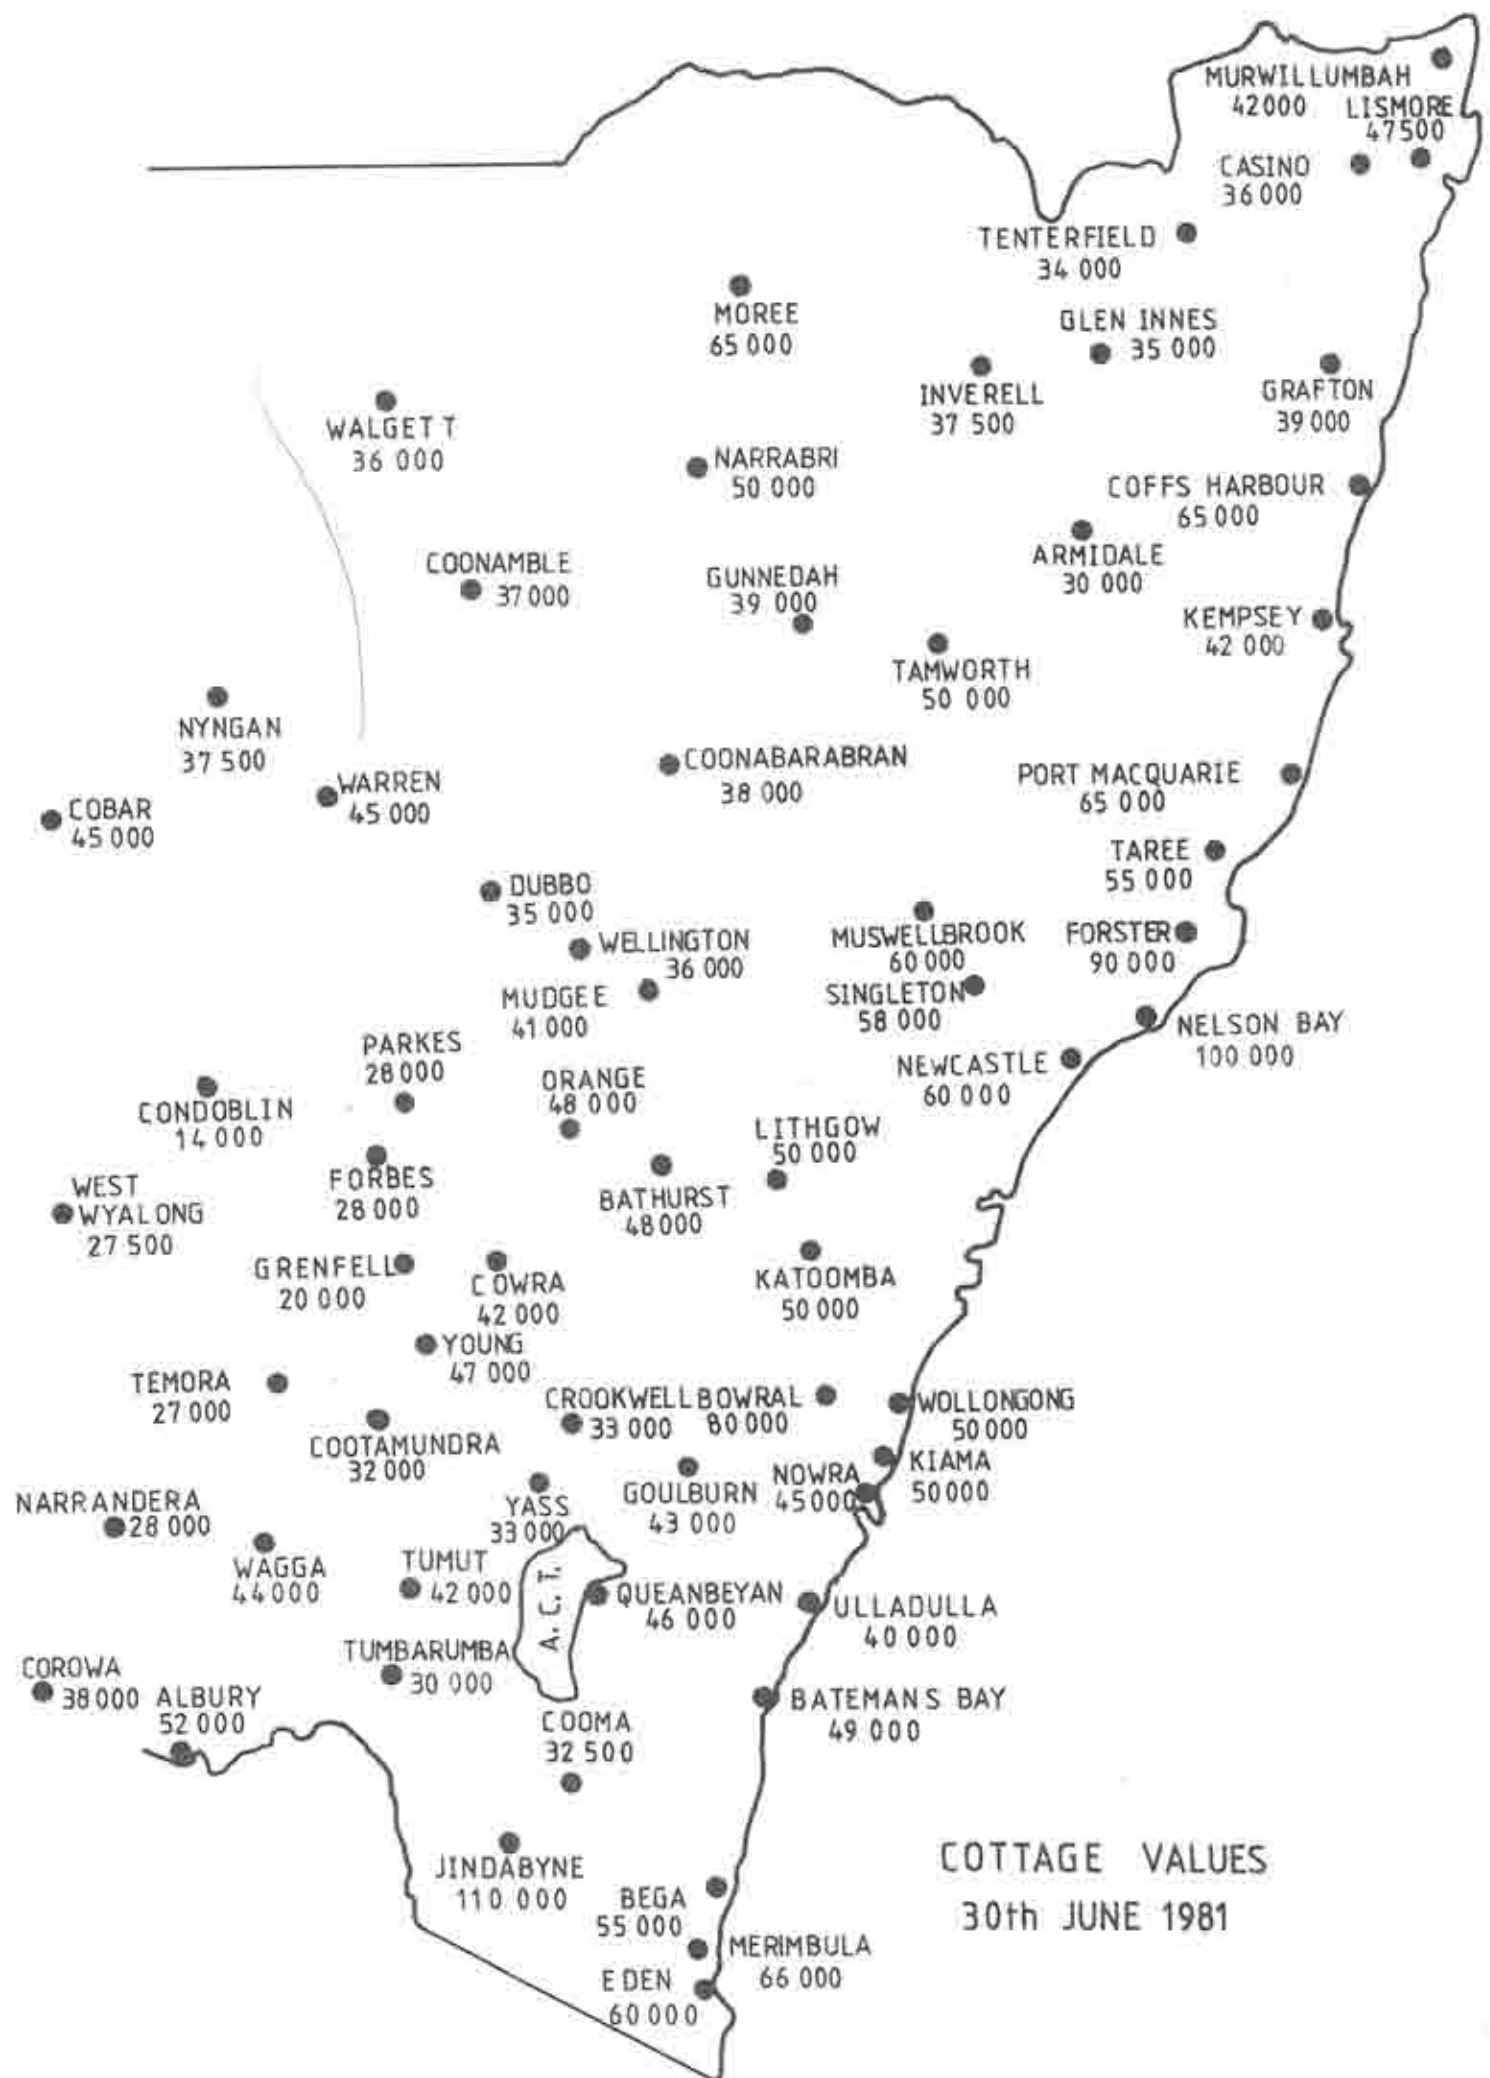 MURWILLUMBAH
42000
LISMORE
47500
CASINO
36000
TENTERFIELD
34 000
MOREE
65 000
GLEN INNES
35 000
INVERELL
37 500
GRAFTON
39 000
WALGETT
36 000
NARRABRI
50 000
COFFS HARBOUR
65 000
ARMIDALE
30 000
COONAMBLE
37000
GUNNEDAH
39 000
KEMPSEY
42 000
TAMWORTH
50 000
NYNGAN
37 500
COONABARABRAN
38 000
PORT MACQUARIE
65 000
WARREN
45 000
COBAR
45 000
TAREE
55 000
DUBBO
35 000
WELLINGTON
36 000
MUSWELLBROOK
60 000
FORSTER
90 000
MUDGEE
41 000
SINGLETON
58 000
NELSON BAY
100 000
PARKES
28 000
ORANGE
48 000
NEWCASTLE
60 000
CONDOBLIN
14 000
LITHGOW
50 000
FORBES
28 000
BATHURST
48 000
WEST
WYALONG
27 500
GRENFELL
20 000
COWRA
42 000
KATOOMBA
50 000
YOUNG
47 000
TEMORA
27 000
CROOKWELL
33 000
BOWRAL
80 000
WOLLONGONG
50 000
COOTAMUNDRA
32 000
NOWRA
45 000
KIAMA
50 000
NARRANDERA
28 000
YASS
33 000
GOULBURN
43 000
WAGGA
44 000
TUMUT
42 000
A.C.T.
QUEANBEYAN
46 000
ULLADULLA
40 000
TUMBARUMBA
30 000
COROWA
38 000
ALBURY
52 000
BATEMANS BAY
49 000
COOMA
32 500
JINDABYNE
110 000
COTTAGE VALUES
30th JUNE 1981
BEGA
55 000
MERIMBULA
66 000
EDEN
60 000